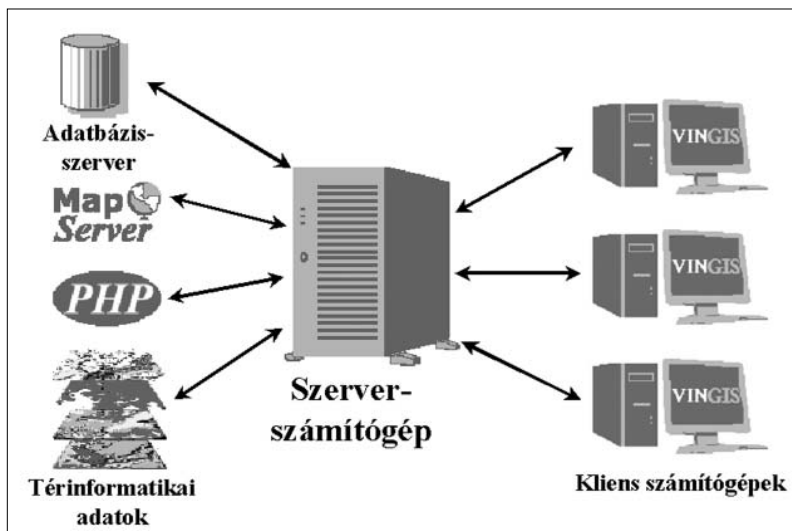 Adatbázis-
szerver
Map
Server
PHP
Térinformatikai
adatok
Szerver-
számítógép
VINGIS
VINGIS
VINGIS
Kliens számítógépek